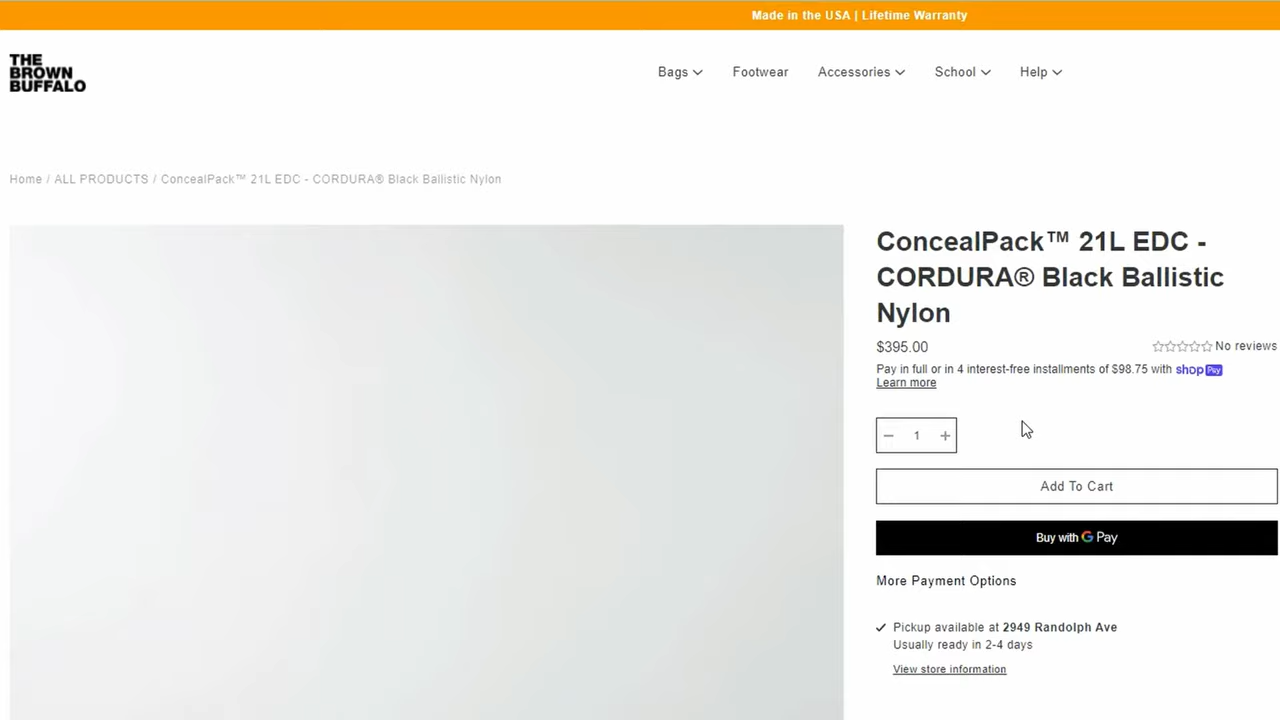 Made in the USA | Lifetime Warranty
THE
BROWN
BUFFALO
Bags
Footwear
Accessories
School
Help
Home / ALL PRODUCTS / ConcealPack™ 21L EDC - CORDURA® Black Ballistic Nylon
ConcealPack™ 21L EDC -
CORDURA® Black Ballistic
Nylon
$395.00
No reviews
Pay in full or in 4 interest-free installments of $98.75 with shop Pay
Learn more
− 1 +
Add To Cart
Buy with G Pay
More Payment Options
Pickup available at 2949 Randolph Ave
Usually ready in 2-4 days
View store information